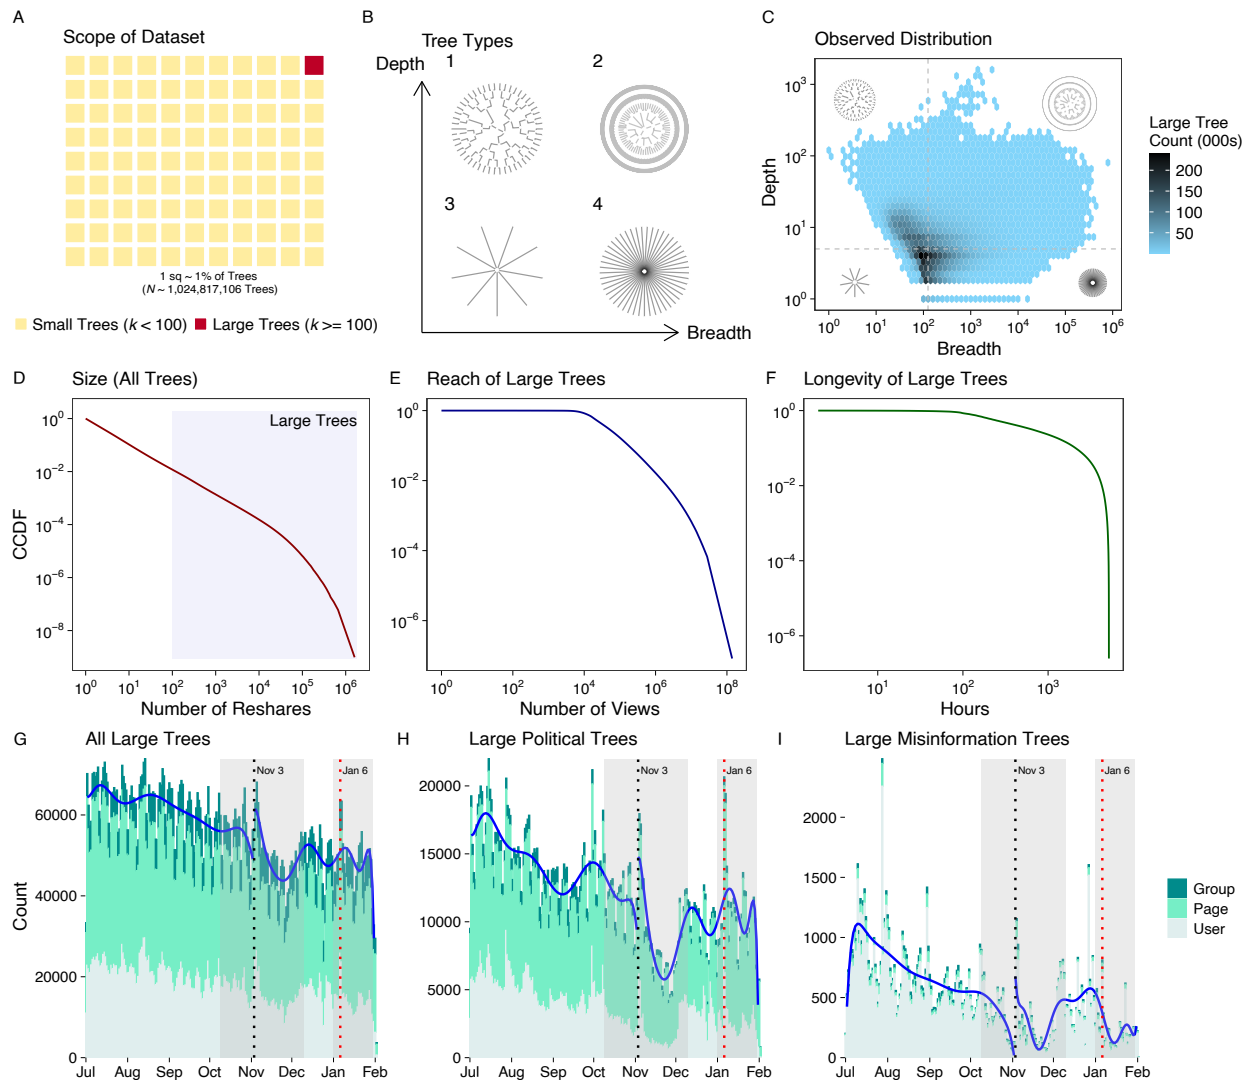 A
Scope of Dataset
1 sq ~ 1% of Trees
(N ~ 1,024,817,106 Trees)
Small Trees (k < 100)
Large Trees (k >= 100)
B
Tree Types
Depth
1
2
3
4
Breadth
C
Observed Distribution
Depth
10³
10²
10¹
10⁰
10⁰ 10¹ 10² 10³ 10⁴ 10⁵ 10⁶
Breadth
Large Tree
Count (000s)
200
150
100
50
D
Size (All Trees)
Large Trees
CCDF
10⁰
10⁻²
10⁻⁴
10⁻⁶
10⁻⁸
10⁰ 10¹ 10² 10³ 10⁴ 10⁵ 10⁶
Number of Reshares
E
Reach of Large Trees
10⁰
10⁻²
10⁻⁴
10⁻⁶
10⁰ 10² 10⁴ 10⁶ 10⁸
Number of Views
F
Longevity of Large Trees
10⁰
10⁻²
10⁻⁴
10⁻⁶
10¹ 10² 10³
Hours
G
All Large Trees
Nov 3
Jan 6
Count
60000
40000
20000
0
Jul Aug Sep Oct Nov Dec Jan Feb
H
Large Political Trees
Nov 3
Jan 6
20000
15000
10000
5000
0
Jul Aug Sep Oct Nov Dec Jan Feb
I
Large Misinformation Trees
Nov 3
Jan 6
2000
1500
1000
500
0
Jul Aug Sep Oct Nov Dec Jan Feb
Group
Page
User